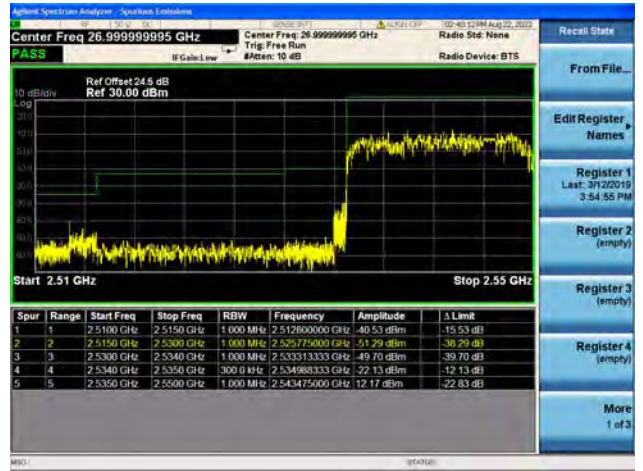 Agilent Spectrum Analyzer - Spurious Emissions
RF 50 Ω DC SENSE:INT ALIGN OFF 02:40:12 PM Aug 22, 2022
Center Freq 26.999999995 GHz Center Freq: 26.999999995 GHz Radio Std: None
Trig: Free Run
PASS IFGain:Low #Atten: 10 dB Radio Device: BTS
Ref Offset 24.5 dB
10 dB/div Ref 30.00 dBm
Log
Start 2.51 GHz Stop 2.55 GHz
Spur Range Start Freq Stop Freq RBW Frequency Amplitude Δ Limit
1 1 2.5100 GHz 2.5150 GHz 1.000 MHz 2.512800000 GHz -40.53 dBm -15.53 dB
2 2 2.5150 GHz 2.5300 GHz 1.000 MHz 2.525775000 GHz -51.29 dBm -38.29 dB
3 3 2.5300 GHz 2.5340 GHz 1.000 MHz 2.533313333 GHz -49.70 dBm -39.70 dB
4 4 2.5340 GHz 2.5350 GHz 300.0 kHz 2.534988333 GHz -22.13 dBm -12.13 dB
5 5 2.5350 GHz 2.5500 GHz 1.000 MHz 2.543475000 GHz 12.17 dBm -22.83 dB
MSG STATUS
Recall State
From File...
Edit Register
Names
Register 1
Last: 3/12/2019
3:54:55 PM
Register 2
(empty)
Register 3
(empty)
Register 4
(empty)
More
1 of 3